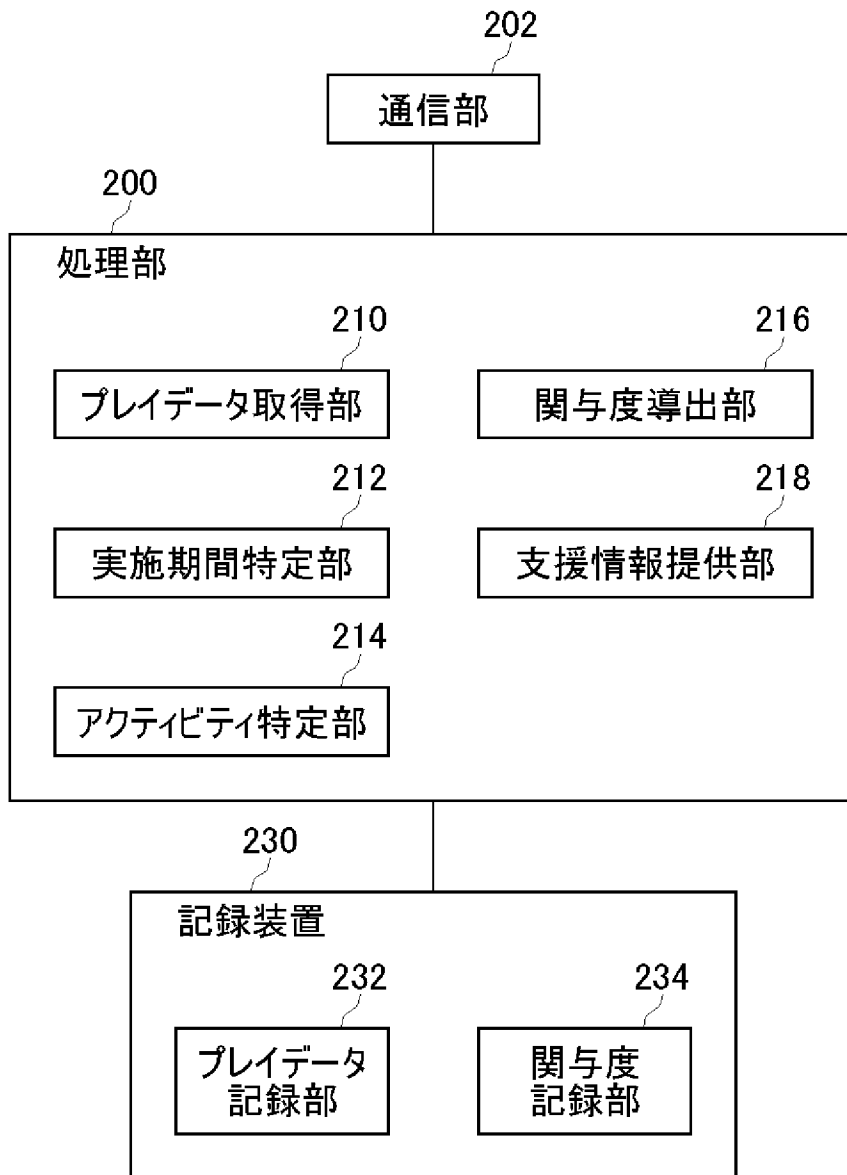 202
通信部
200
処理部
210
プレイデータ取得部
216
関与度導出部
212
実施期間特定部
218
支援情報提供部
214
アクティビティ特定部
230
記録装置
232
プレイデータ
記録部
234
関与度
記録部